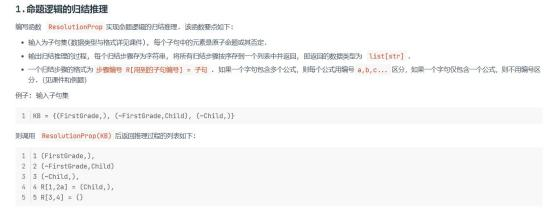 1.命题逻辑的归结推理
编写函数 ResolutionProp 实现命题逻辑的归结推理. 该函数要点如下:
• 输入为子句集(数据类型与格式详见课件), 每个子句中的元素是原子命题或其否定.
• 输出归结推理的过程, 每个归结步骤存为字符串, 将所有归结步骤按序存到一个列表中并返回, 即返回的数据类型为 list[str] .
• 一个归结步骤的格式为 步骤编号 R[用到的子句编号] = 子句 . 如果一个字句包含多个公式, 则每个公式用编号 a,b,c... 区分, 如果一个字句仅包含一个公式, 则不用编号区分. (见课件和例题)
例子: 输入子句集
1 KB = {(FirstGrade,), (~FirstGrade,Child), (~Child,)}
则调用 ResolutionProp(KB) 后返回推理过程的列表如下:
1 1 (FirstGrade,),
2 2 (~FirstGrade,Child)
3 3 (~Child,),
4 4 R[1,2a] = (Child,),
5 5 R[3,4] = ()